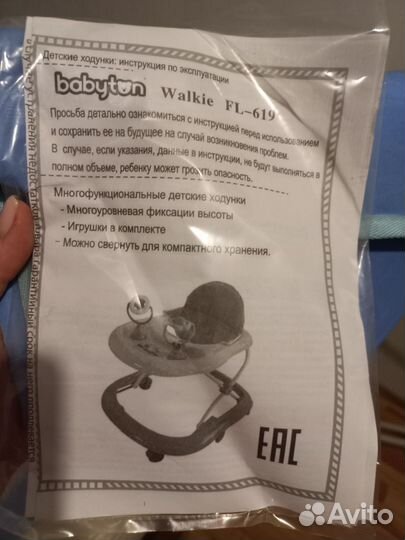 Детские ходунки: инструкция по эксплуатации
babyton Walkie FL-619
Просьба детально ознакомиться с инструкцией перед использованием
и сохранить ее на будущее на случай возникновения проблем.
В случае, если указания, данные в инструкции, не будут выполняться в
полном объеме, ребенку может грозить опасность.
Многофункциональные детские ходунки
- Многоуровневая фиксации высоты
- Игрушки в комплекте
- Можно свернуть для компактного хранения.
EAC
Avito